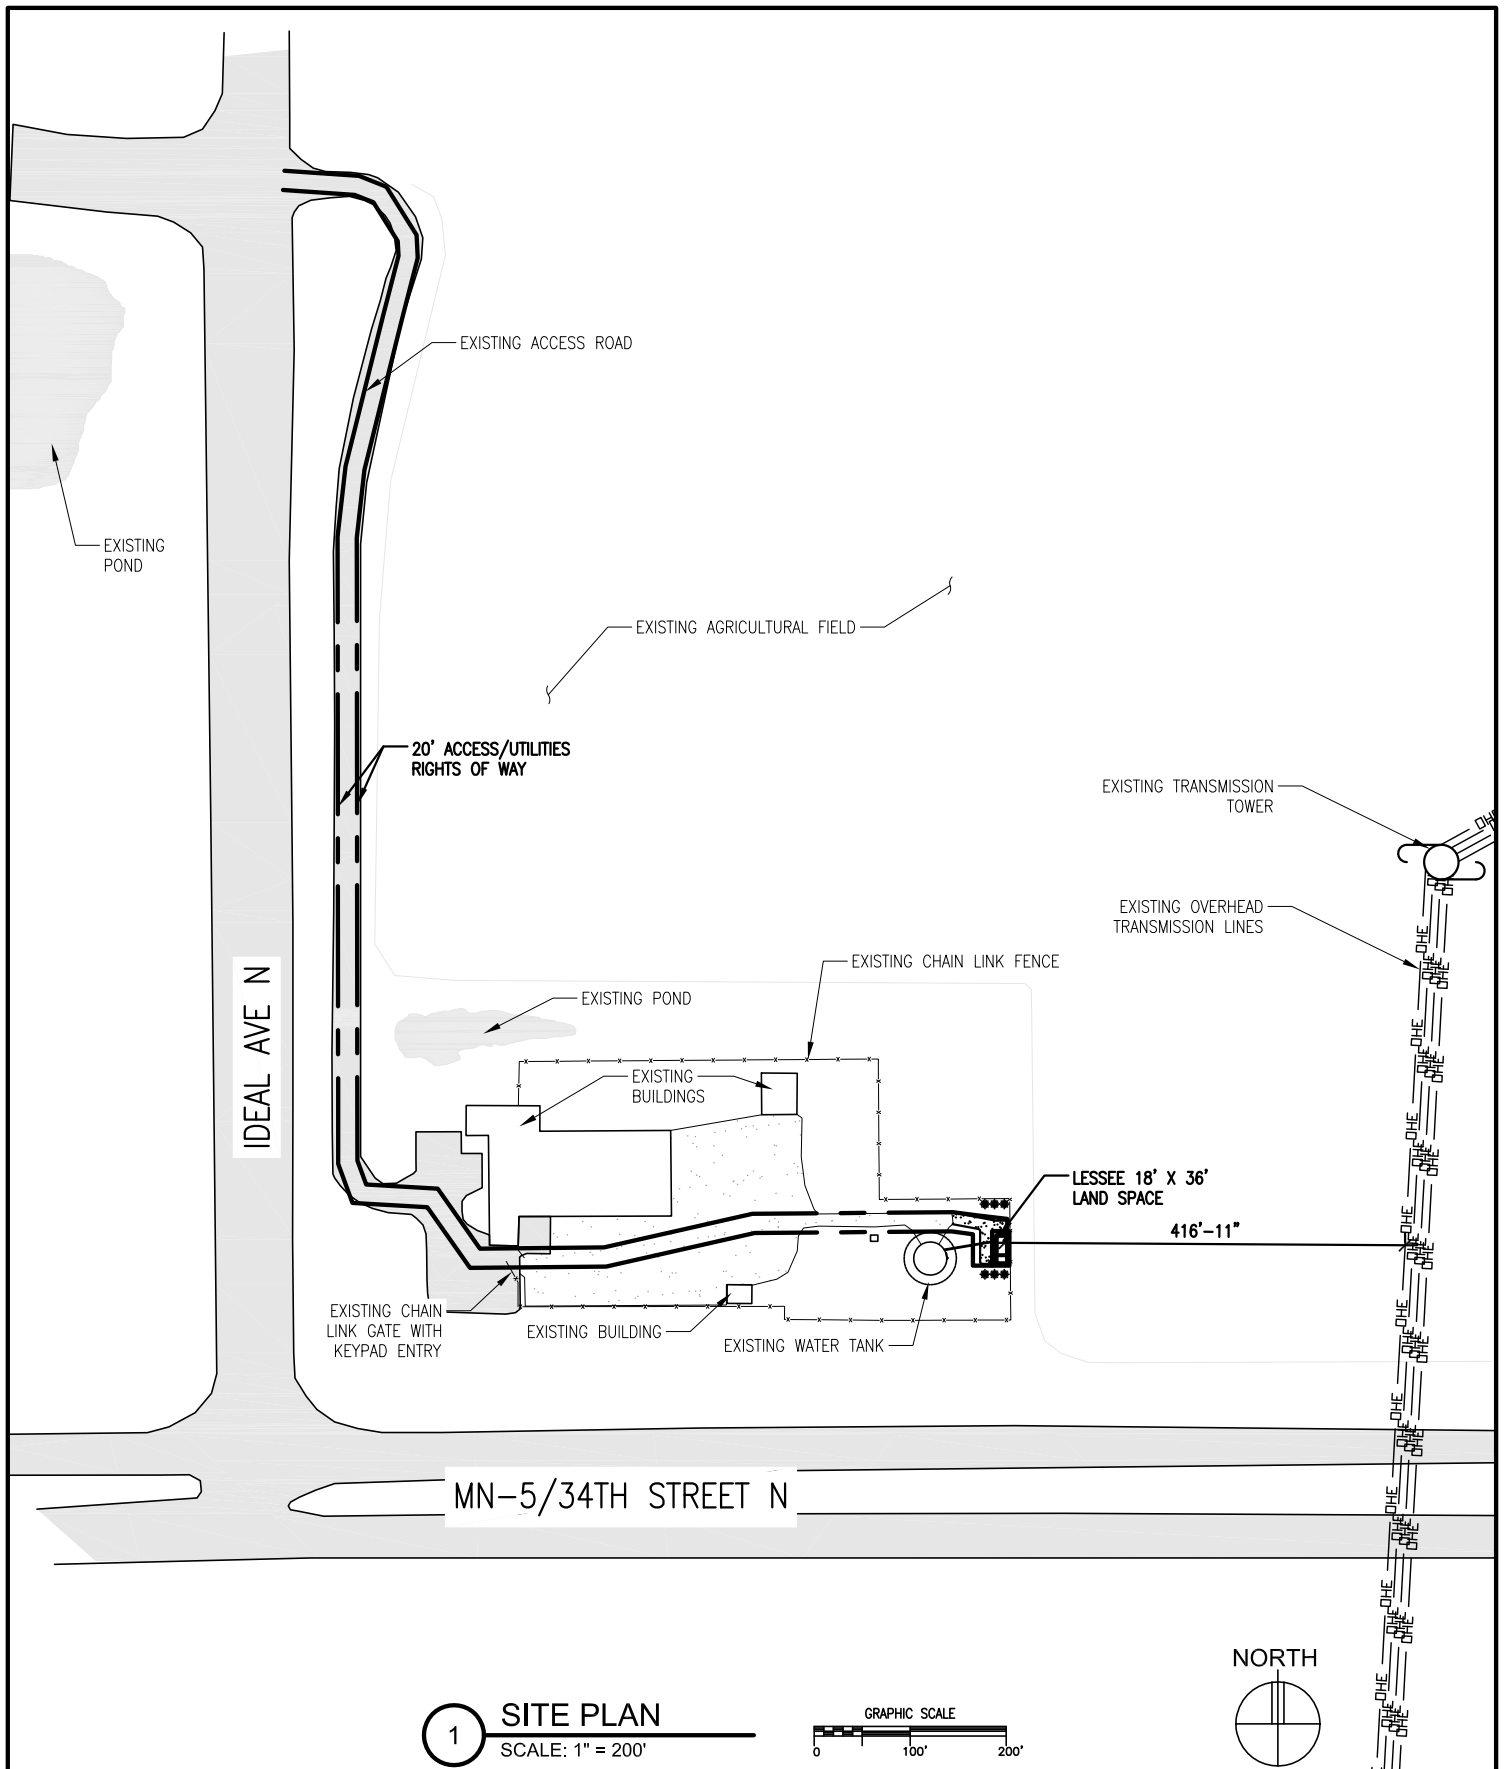 EXISTING ACCESS ROAD
EXISTING
POND
EXISTING AGRICULTURAL FIELD
20' ACCESS/UTILITIES
RIGHTS OF WAY
EXISTING TRANSMISSION
TOWER
OHE
EXISTING OVERHEAD
TRANSMISSION LINES
IDEAL AVE N
EXISTING CHAIN LINK FENCE
EXISTING POND
EXISTING
BUILDINGS
LESSEE 18' X 36'
LAND SPACE
416'-11"
EXISTING CHAIN
LINK GATE WITH
KEYPAD ENTRY
EXISTING BUILDING
EXISTING WATER TANK
MN-5/34TH STREET N
NORTH
1
SITE PLAN
SCALE: 1" = 200'
GRAPHIC SCALE
0 100' 200'